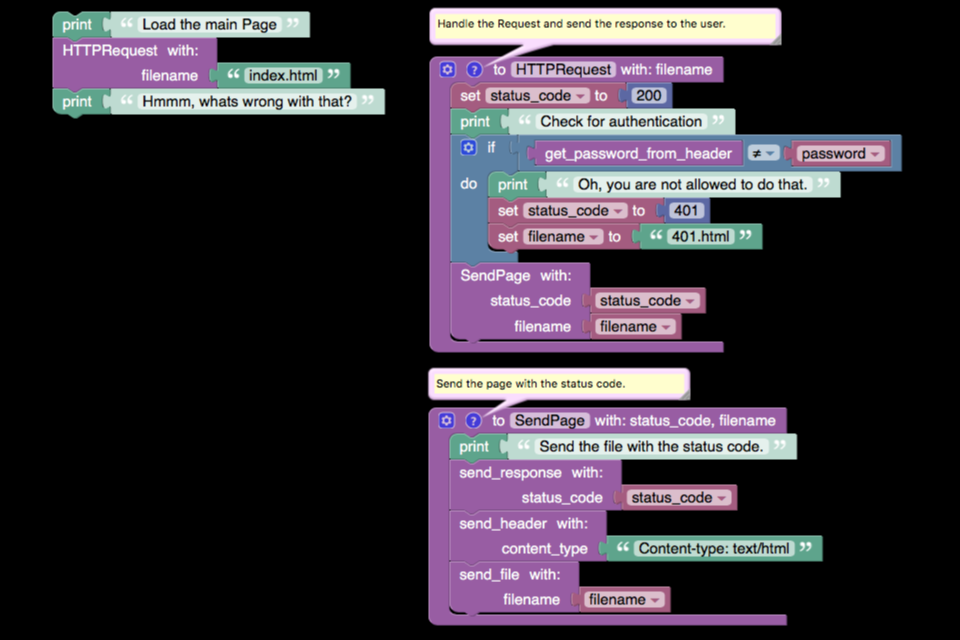 print “ Load the main Page ”
HTTPRequest with:
filename “ index.html ”
print “ Hmmm, whats wrong with that? ”
Handle the Request and send the response to the user.
? to HTTPRequest with: filename
set status_code to 200
print “ Check for authentication ”
if get_password_from_header ≠ password
do print “ Oh, you are not allowed to do that. ”
set status_code to 401
set filename to “ 401.html ”
SendPage with:
status_code status_code
filename filename
Send the page with the status code.
? to SendPage with: status_code, filename
print “ Send the file with the status code. ”
send_response with:
status_code status_code
send_header with:
content_type “ Content-type: text/html ”
send_file with:
filename filename